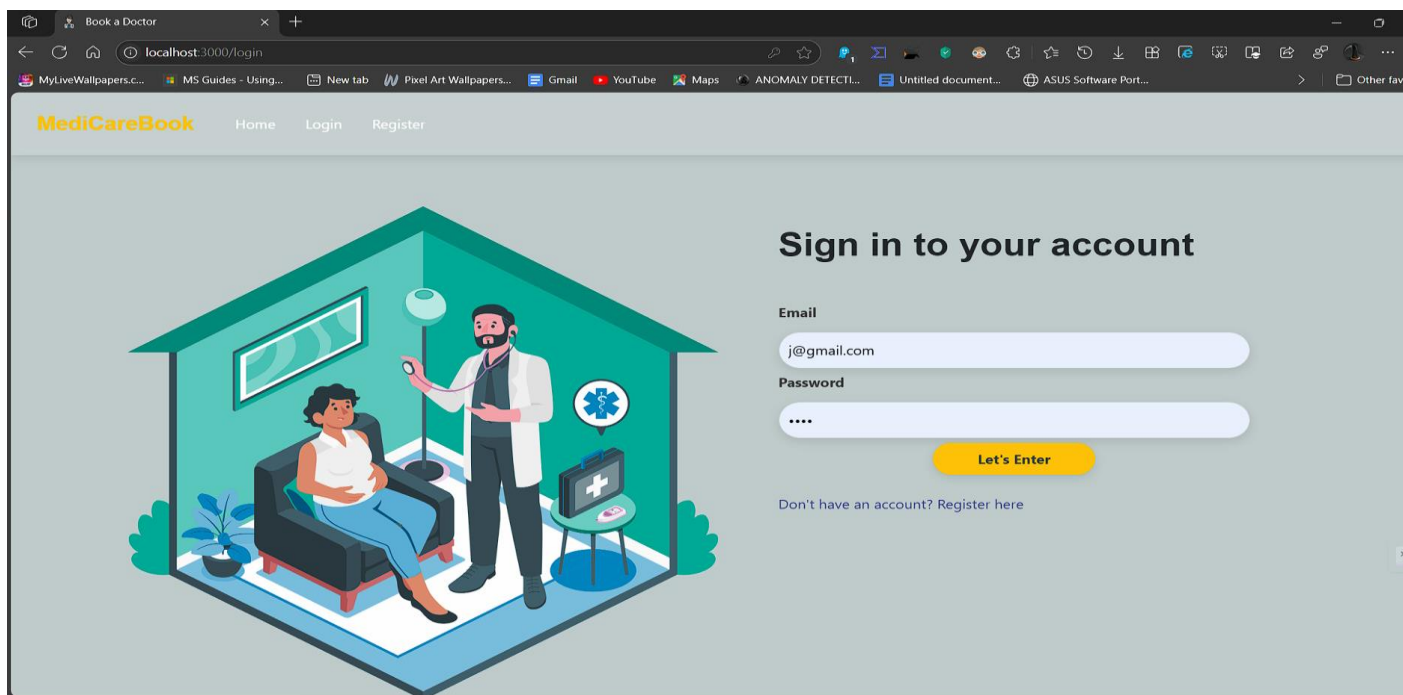 Book a Doctor
localhost:3000/login
MyLiveWallpapers.c... MS Guides - Using... New tab Pixel Art Wallpapers... Gmail YouTube Maps ANOMALY DETECTI... Untitled document... ASUS Software Port... Other fav
MediCareBook Home Login Register
Sign in to your account
Email
j@gmail.com
Password
••••
Let's Enter
Don't have an account? Register here